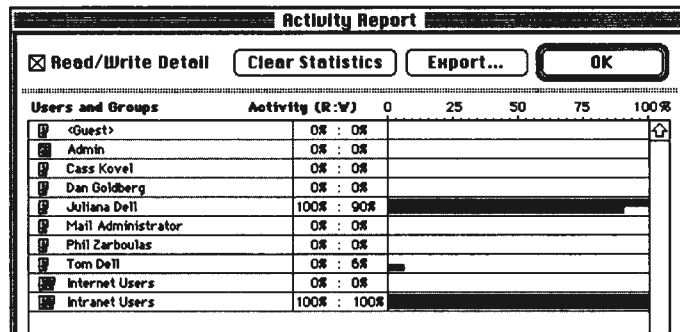 Activity Report
Read/Write Detail Clear Statistics Export... OK
Users and Groups Activity (R:W) 0 25 50 75 100%
<Guest> 0% : 0%
Admin 0% : 0%
Cass Kovel 0% : 0%
Dan Goldberg 0% : 0%
Juliana Dell 100% : 90%
Mail Administrator 0% : 0%
Phil Zarboulas 0% : 0%
Tom Dell 0% : 6%
Internet Users 0% : 0%
Intranet Users 100% : 100%